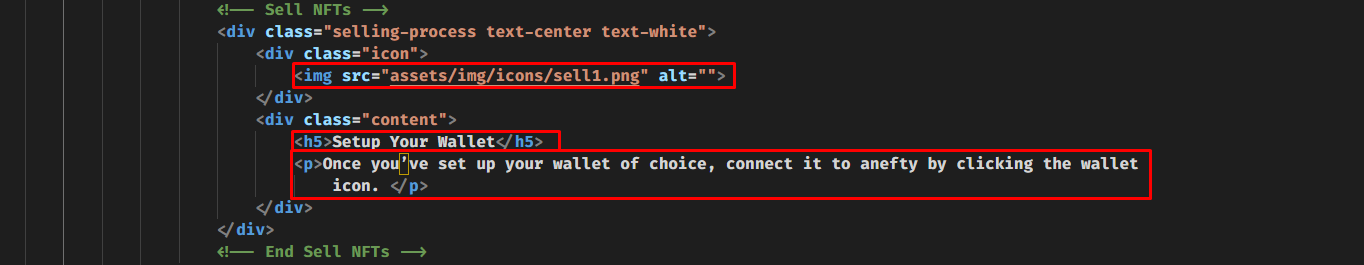 <!-- Sell NFTs -->
<div class="selling-process text-center text-white">
<div class="icon">
<img src="assets/img/icons/sell1.png" alt="">
</div>
<div class="content">
<h5>Setup Your Wallet</h5>
<p>Once you’ve set up your wallet of choice, connect it to anefty by clicking the wallet
icon. </p>
</div>
</div>
<!-- End Sell NFTs -->